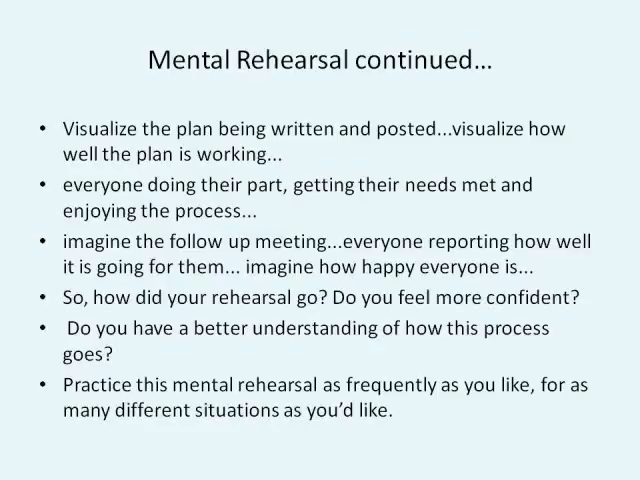 Mental Rehearsal continued…
• Visualize the plan being written and posted...visualize how
well the plan is working...
• everyone doing their part, getting their needs met and
enjoying the process...
• imagine the follow up meeting...everyone reporting how well
it is going for them... imagine how happy everyone is...
• So, how did your rehearsal go? Do you feel more confident?
• Do you have a better understanding of how this process
goes?
• Practice this mental rehearsal as frequently as you like, for as
many different situations as you’d like.